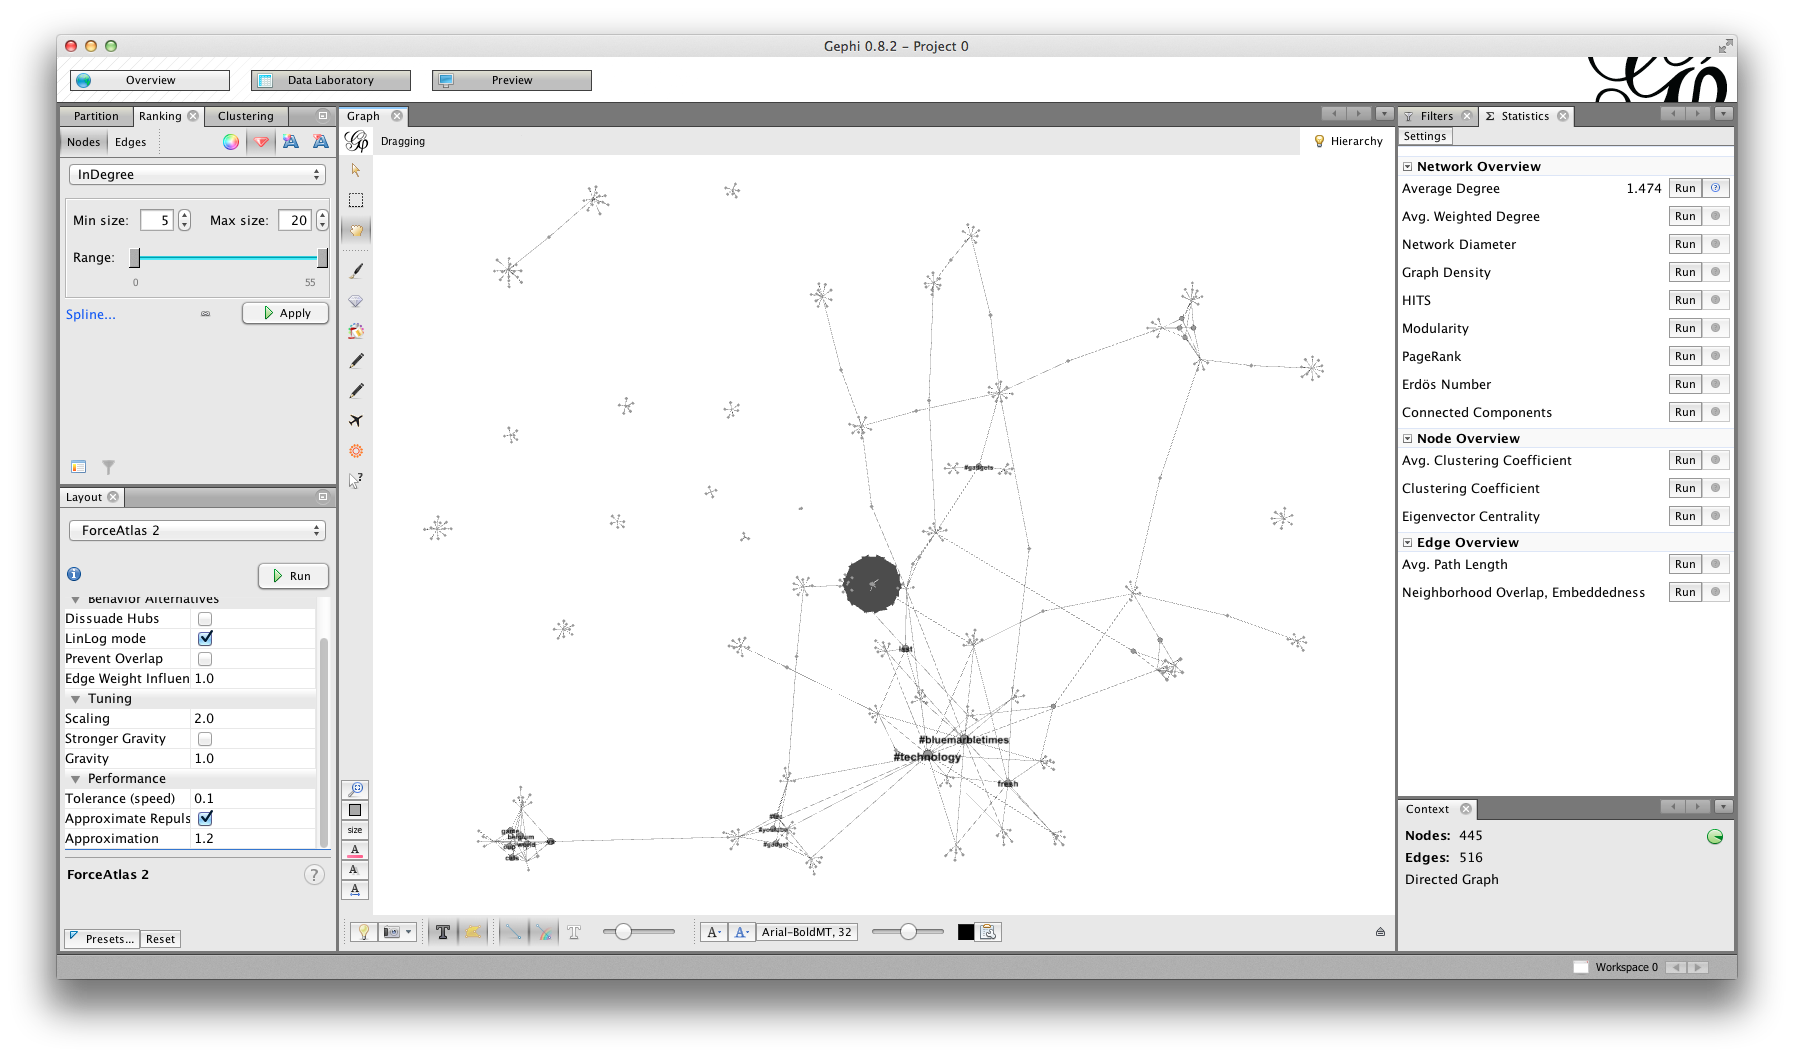 Gephi 0.8.2 – Project 0
Overview
Data Laboratory
Preview
Partition
Ranking
Clustering
Nodes
Edges
InDegree
Min size:
5
Max size:
20
Range:
0
55
Spline...
Apply
Layout
ForceAtlas 2
Run
Behavior Alternatives
Dissuade Hubs
LinLog mode
Prevent Overlap
Edge Weight Influen 1.0
Tuning
Scaling 2.0
Stronger Gravity
Gravity 1.0
Performance
Tolerance (speed) 0.1
Approximate Repuls
Approximation 1.2
ForceAtlas 2
?
Presets...
Reset
Graph
Dragging
Hierarchy
size
A
A
A
#gadgets
#bluemarbletimes
#technology
fresh
#gadget
belgium
world
T
T
A
A
Arial-BoldMT, 32
Filters
Σ Statistics
Settings
Network Overview
Average Degree 1.474 Run
Avg. Weighted Degree Run
Network Diameter Run
Graph Density Run
HITS Run
Modularity Run
PageRank Run
Erdös Number Run
Connected Components Run
Node Overview
Avg. Clustering Coefficient Run
Clustering Coefficient Run
Eigenvector Centrality Run
Edge Overview
Avg. Path Length Run
Neighborhood Overlap, Embeddedness Run
Context
Nodes: 445
Edges: 516
Directed Graph
Workspace 0